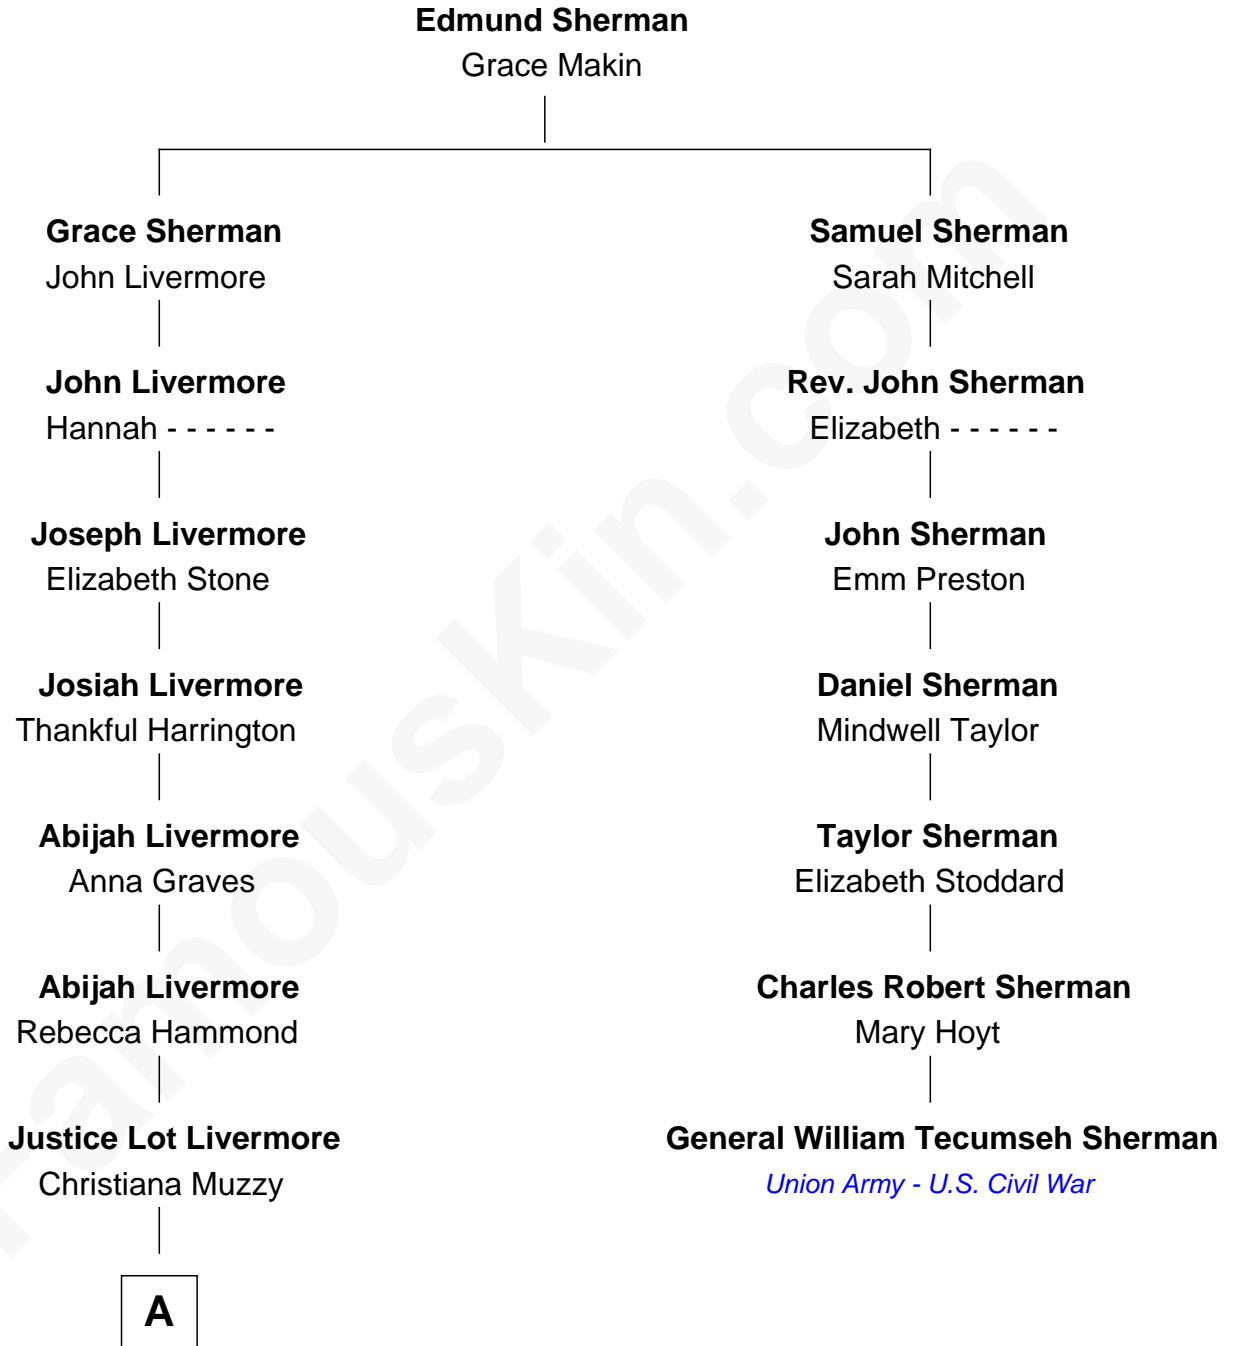 Edmund Sherman
Grace Makin
Grace Sherman
John Livermore
Samuel Sherman
Sarah Mitchell
John Livermore
Hannah - - - - - -
Rev. John Sherman
Elizabeth - - - - - -
Joseph Livermore
Elizabeth Stone
John Sherman
Emm Preston
Josiah Livermore
Thankful Harrington
Daniel Sherman
Mindwell Taylor
Abijah Livermore
Anna Graves
Taylor Sherman
Elizabeth Stoddard
Abijah Livermore
Rebecca Hammond
Charles Robert Sherman
Mary Hoyt
Justice Lot Livermore
Christiana Muzzy
General William Tecumseh Sherman
Union Army - U.S. Civil War
A
FamousKin.com